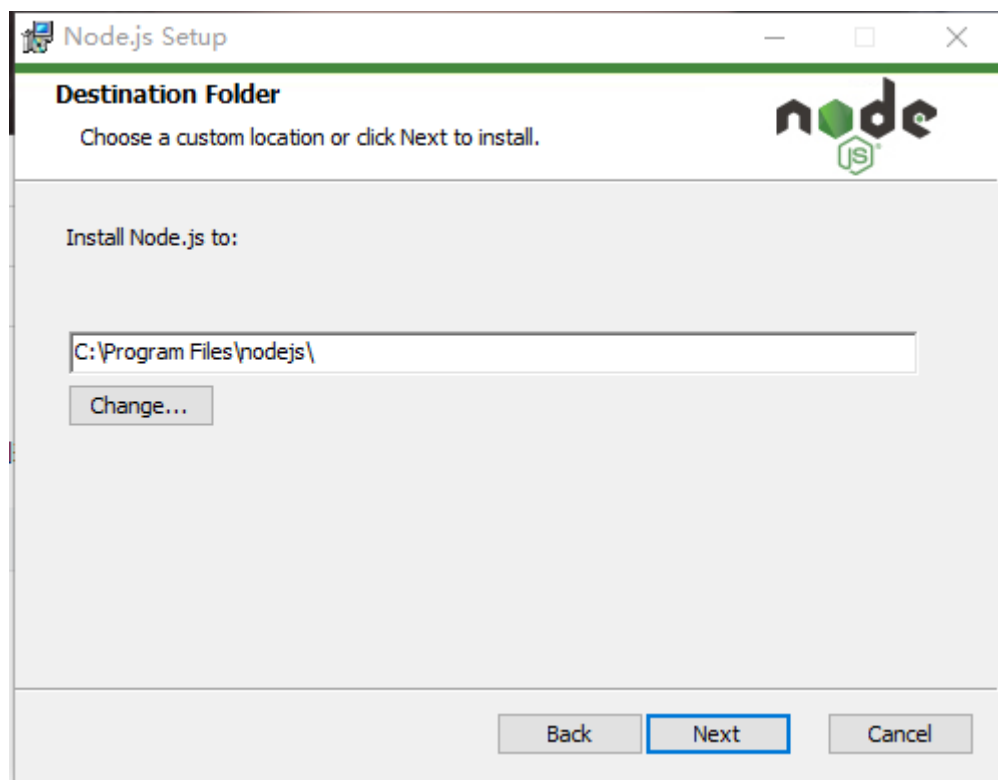 Node.js Setup
Destination Folder
Choose a custom location or click Next to install.
node
JS
Install Node.js to:
C:\Program Files\nodejs\
Change...
Back
Next
Cancel